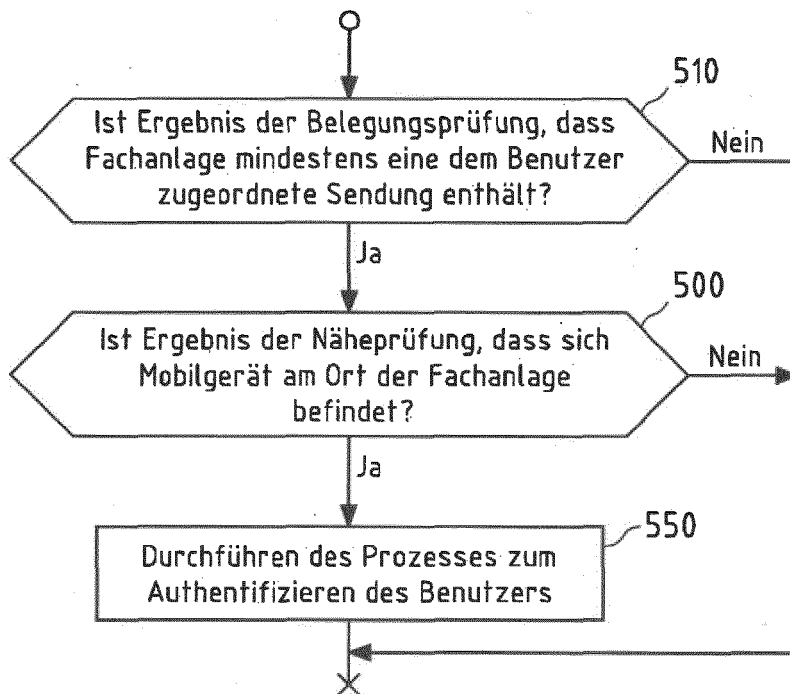 510
Ist Ergebnis der Belegungsprüfung, dass
Fachanlage mindestens eine dem Benutzer
zugeordnete Sendung enthält?
Nein
Ja
500
Ist Ergebnis der Näheprüfung, dass sich
Mobilgerät am Ort der Fachanlage
befindet?
Nein
Ja
550
Durchführen des Prozesses zum
Authentifizieren des Benutzers